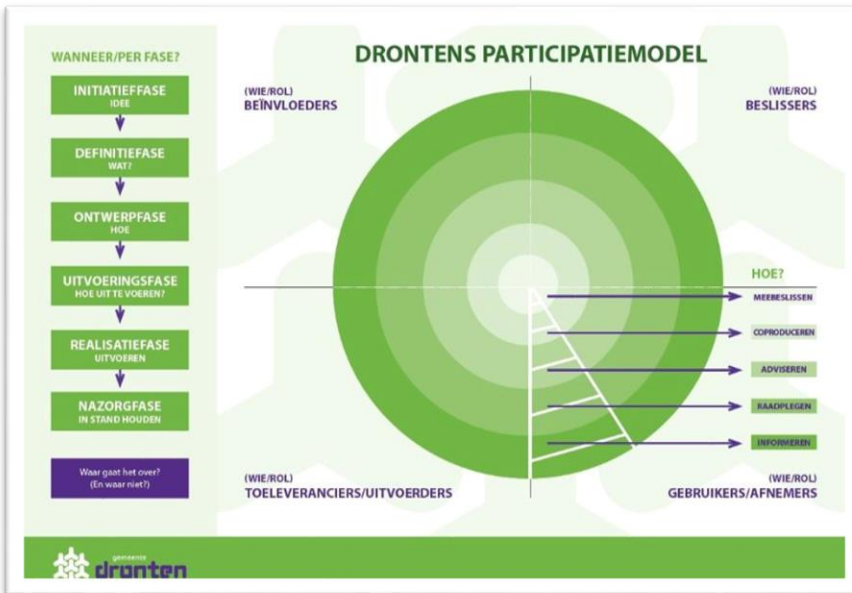 WANNEER/PER FASE?
INITIATIEFFASE
IDEE
DEFINITIEFASE
WAT?
ONTWERPFASE
HOE
UITVOERINGSFASE
HOE UIT TE VOEREN?
REALISATIEFASE
UITVOEREN
NAZORGFASE
IN STAND HOUDEN
Waar gaat het over?
(En waar niet?)
DRONTENS PARTICIPATIEMODEL
(WIE/ROL)
BEÏNVLOEDERS
(WIE/ROL)
BESLISSERS
HOE?
MEEBESLISSEN
COPRODUCEREN
ADVISEREN
RAADPLEGEN
INFORMEREN
(WIE/ROL)
TOELEVERANCIERS/UITVOERDERS
(WIE/ROL)
GEBRUIKERS/AFNEMERS
gemeente
dronten